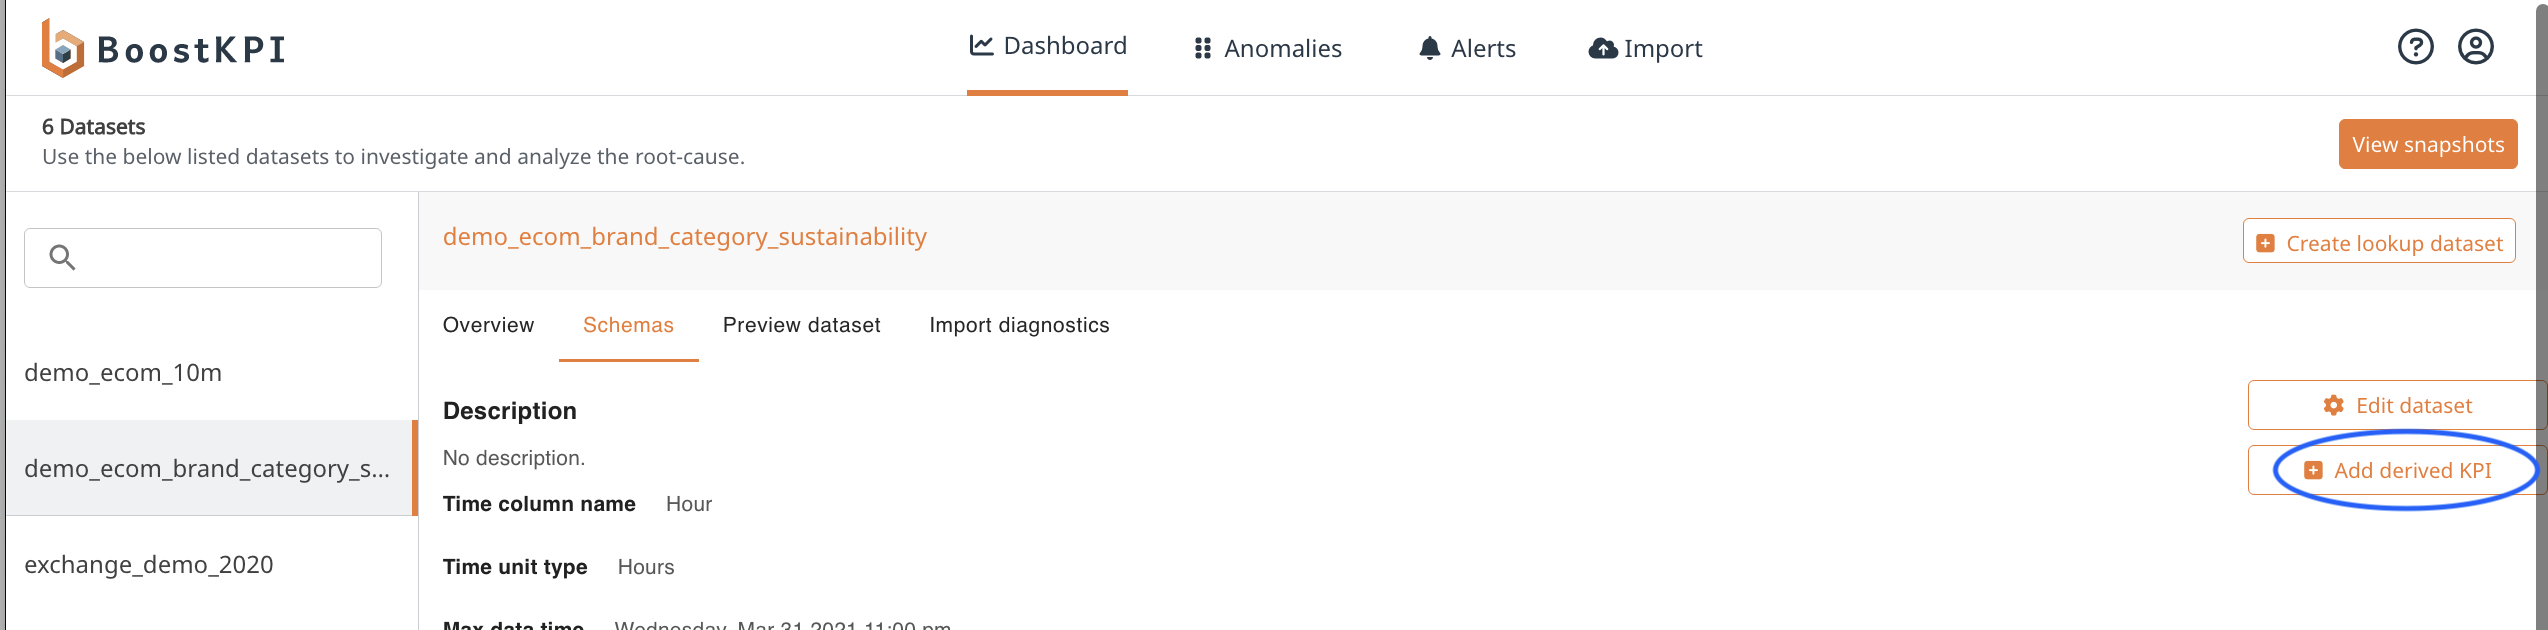 BoostKPI
Dashboard
Anomalies
Alerts
Import
6 Datasets
Use the below listed datasets to investigate and analyze the root-cause.
View snapshots
demo_ecom_brand_category_sustainability
Create lookup dataset
Overview
Schemas
Preview dataset
Import diagnostics
demo_ecom_10m
demo_ecom_brand_category_s...
exchange_demo_2020
Edit dataset
Add derived KPI
Description
No description.
Time column name Hour
Time unit type Hours
Max data time Wednesday, Mar 31 2021 11:00 pm